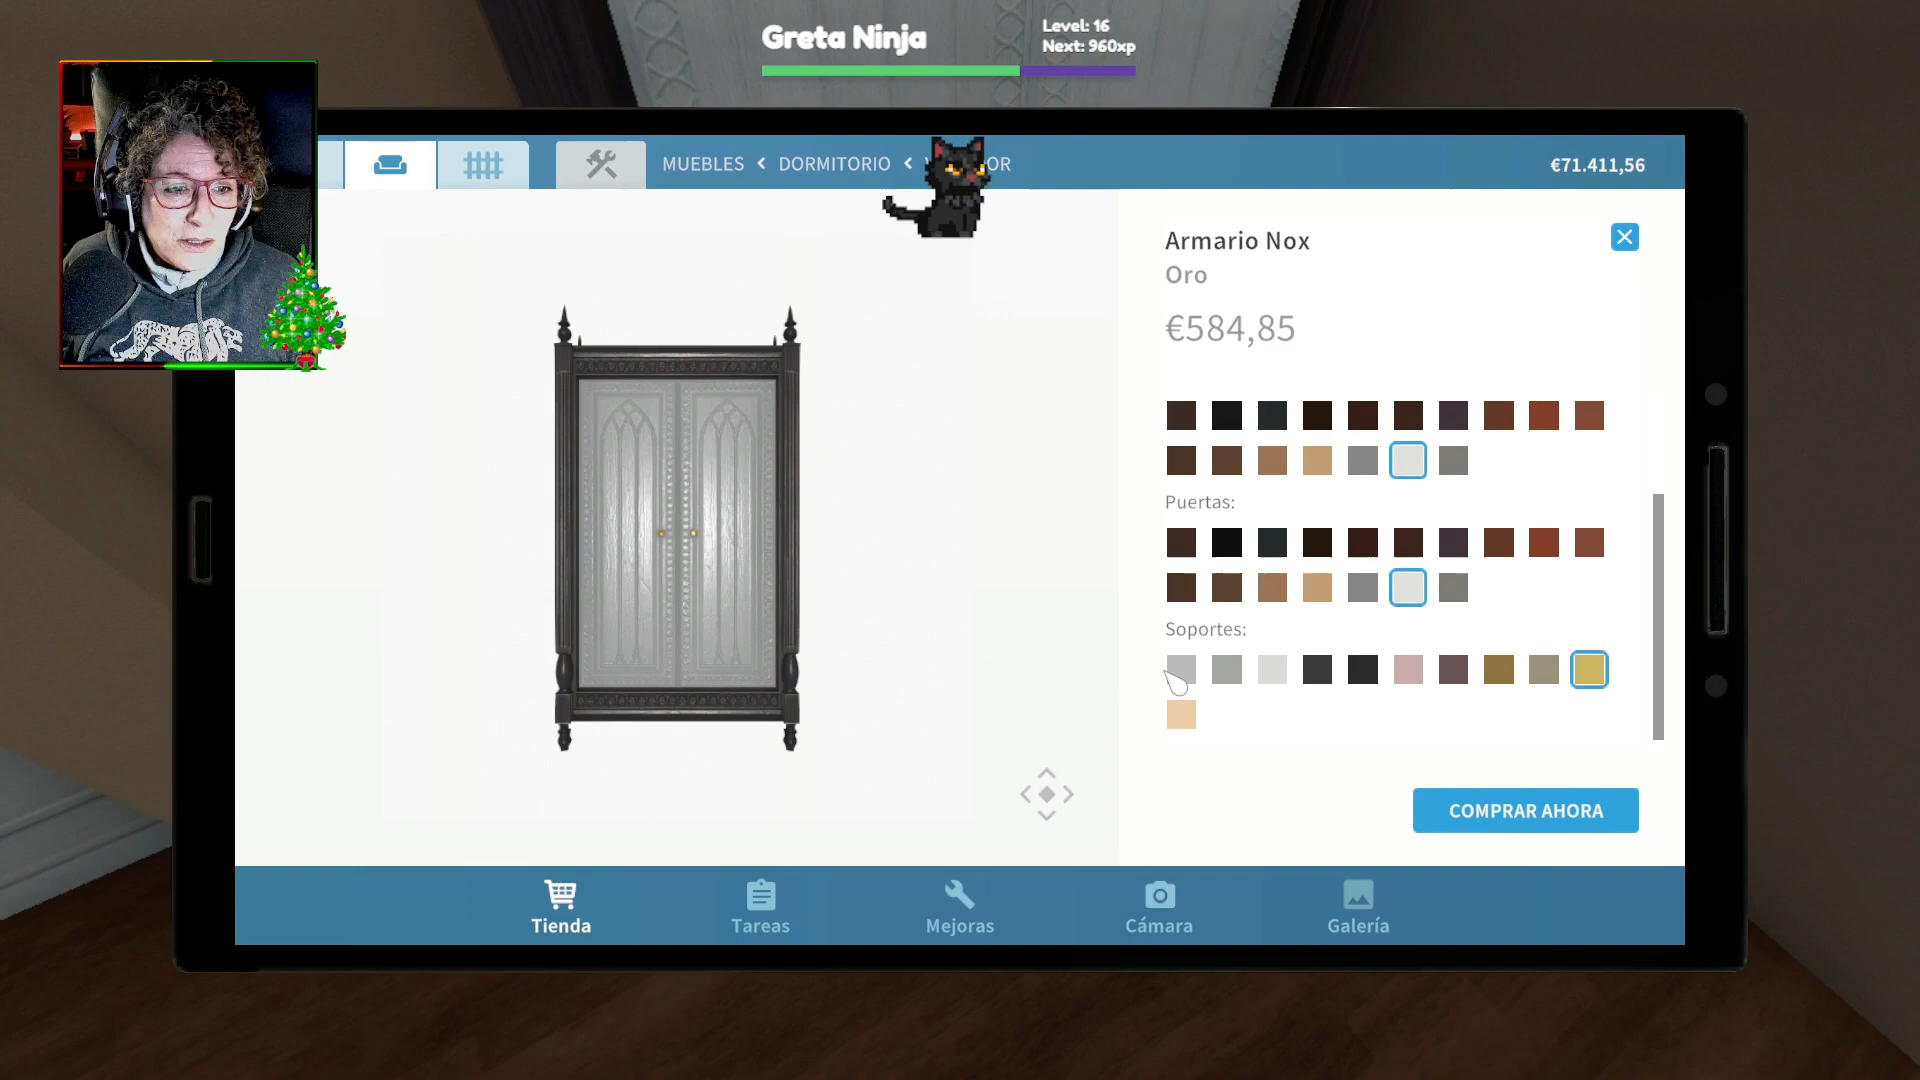 Greta Ninja
Level: 16
Next: 960xp
MUEBLES
DORMITORIO
€71.411,56
Armario Nox
Oro
€584,85
Puertas:
Soportes:
COMPRAR AHORA
Tienda
Tareas
Mejoras
Cámara
Galería